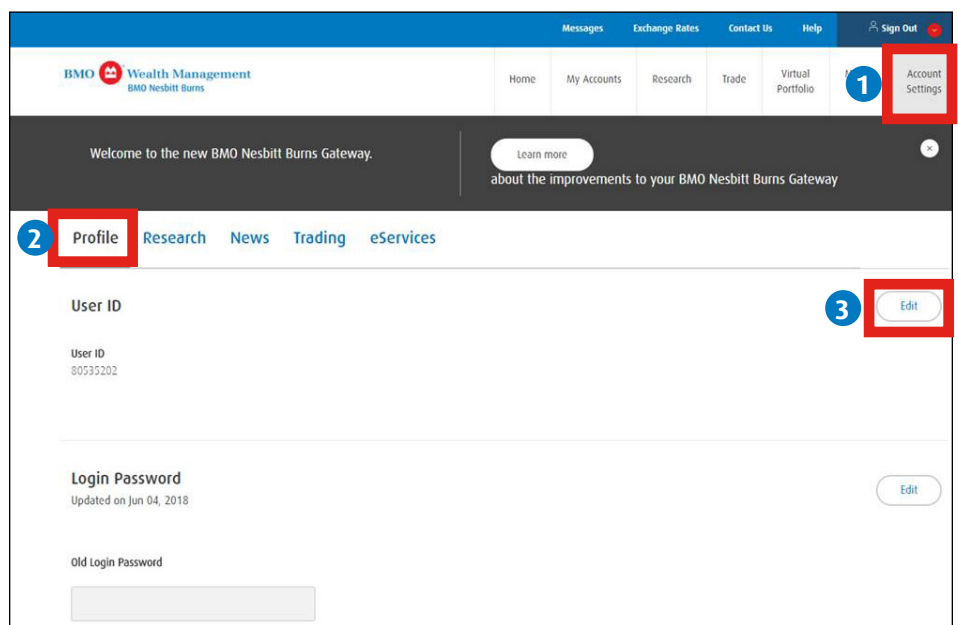 Messages Exchange Rates Contact Us Help Sign Out
BMO Wealth Management
BMO Nesbitt Burns
Home My Accounts Research Trade Virtual Portfolio 1 Account Settings
Welcome to the new BMO Nesbitt Burns Gateway.
Learn more
about the improvements to your BMO Nesbitt Burns Gateway
2 Profile Research News Trading eServices
User ID 3 Edit
User ID
80535202
Login Password Edit
Updated on Jun 04, 2018
Old Login Password